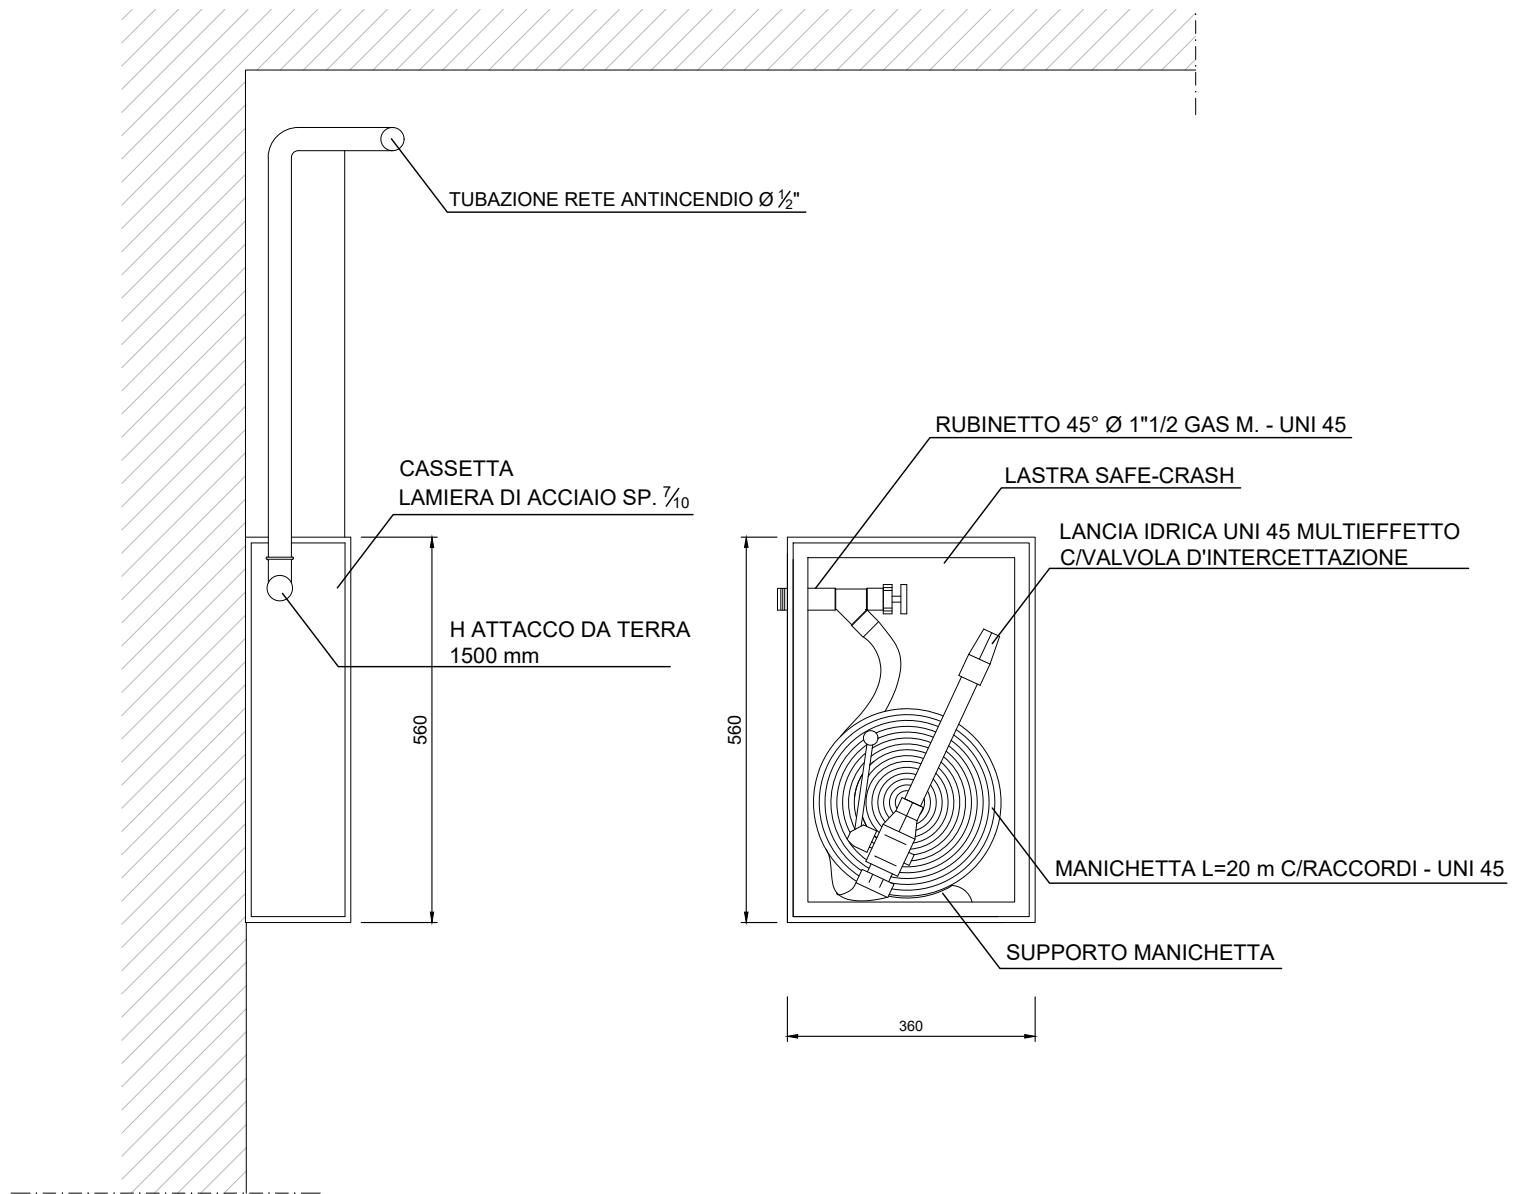 TUBAZIONE RETE ANTINCENDIO Ø ½"
RUBINETTO 45° Ø 1"1/2 GAS M. - UNI 45
CASSETTA
LAMIERA DI ACCIAIO SP. 7/10
LASTRA SAFE-CRASH
LANCIA IDRICA UNI 45 MULTIEFFETTO
C/VALVOLA D'INTERCETTAZIONE
H ATTACCO DA TERRA
1500 mm
560
560
MANICHETTA L=20 m C/RACCORDI - UNI 45
SUPPORTO MANICHETTA
360